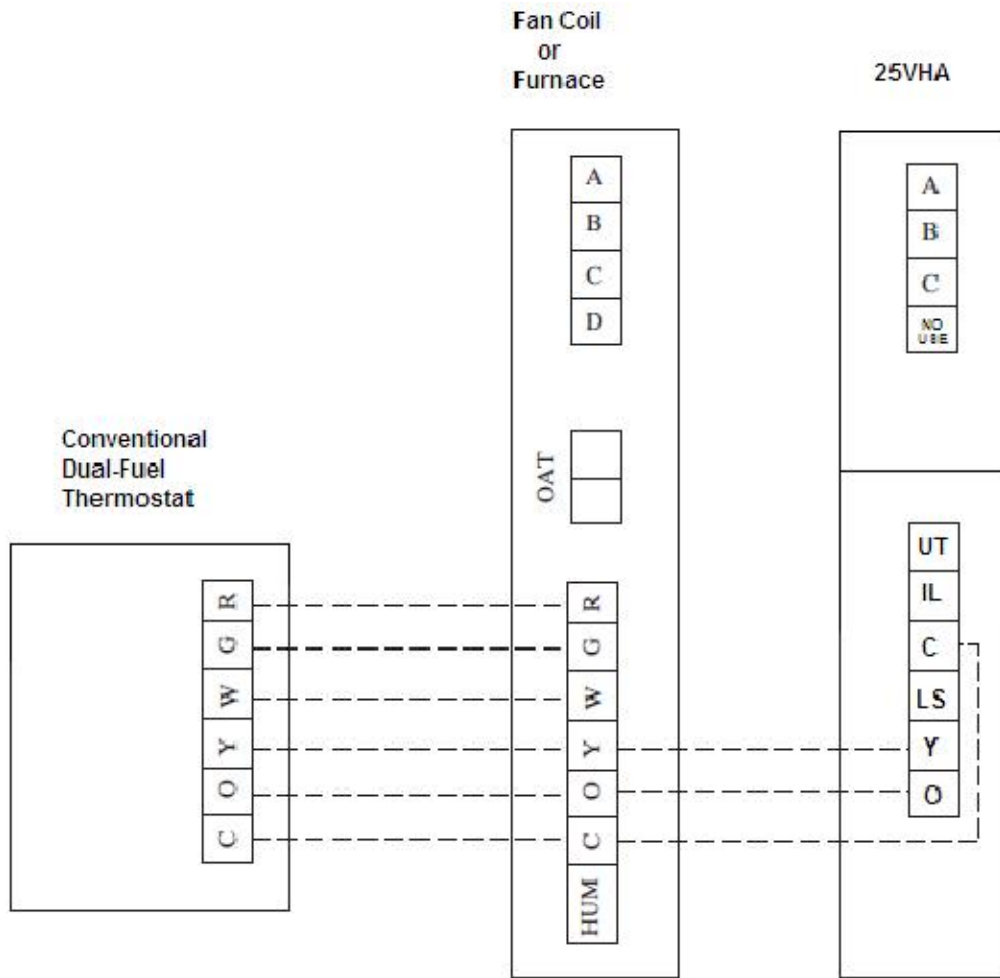 Fan Coil
or
Furnace
25VHA
A
B
C
D
A
B
C
NO
USE
Conventional
Dual-Fuel
Thermostat
OAT
R
G
W
Y
O
C
R
G
W
Y
O
C
HUM
UT
IL
C
LS
Y
O